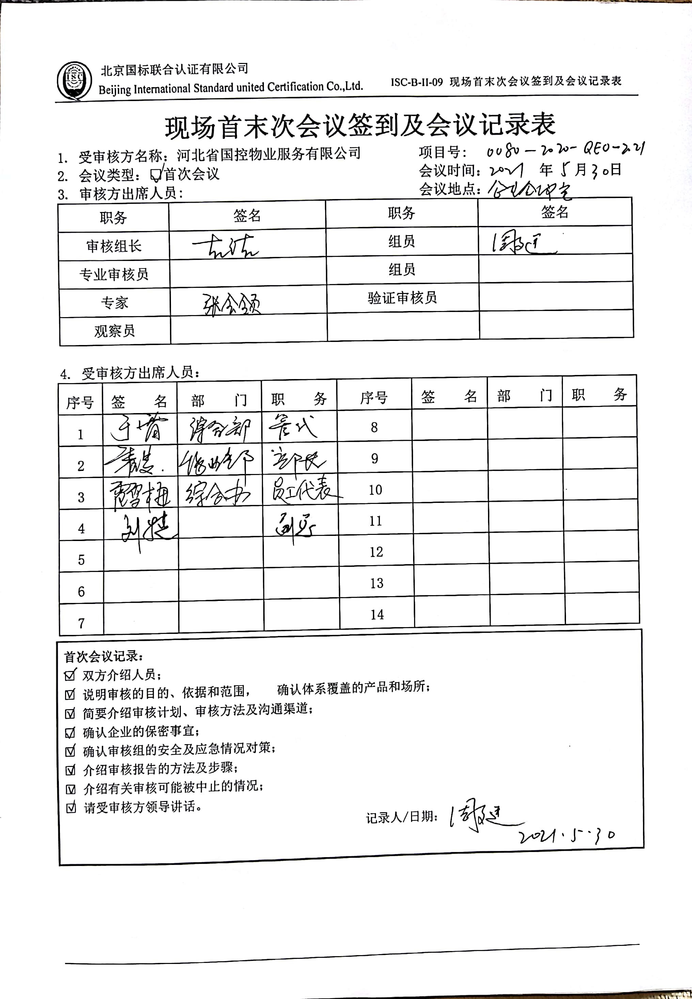 ISC
北京国标联合认证有限公司
Beijing International Standard united Certification Co.,Ltd.
ISC-B-II-09 现场首末次会议签到及会议记录表
现场首末次会议签到及会议记录表
1. 受审核方名称：河北省国控物业服务有限公司
项目号： 0080-2020-QEO-2021
2. 会议类型：☑首次会议
会议时间：2021 年 5 月 30 日
3. 审核方出席人员：
会议地点：
职务 签名 职务 签名
审核组长 组员
专业审核员 组员
专家 验证审核员
观察员
4. 受审核方出席人员：
序号 签 名 部 门 职 务 序号 签 名 部 门 职 务
1 综合部 管代 8
2 部长 9
3 综合办 员工代表 10
4 刘捷 11
5 12
6 13
7 14
首次会议记录：
☑ 双方介绍人员；
☑ 说明审核的目的、依据和范围， 确认体系覆盖的产品和场所；
☑ 简要介绍审核计划、审核方法及沟通渠道；
☑ 确认企业的保密事宜；
☑ 确认审核组的安全及应急情况对策；
☑ 介绍审核报告的方法及步骤；
☑ 介绍有关审核可能被中止的情况；
☑ 请受审核方领导讲话。
记录人/日期：
2021.5.30